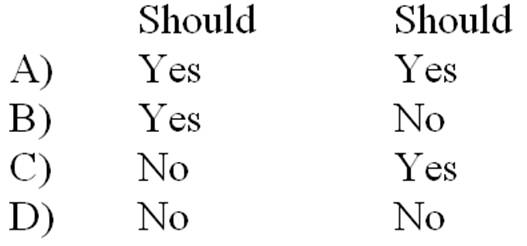 Should Should
A) Yes Yes
B) Yes No
C) No Yes
D) No No